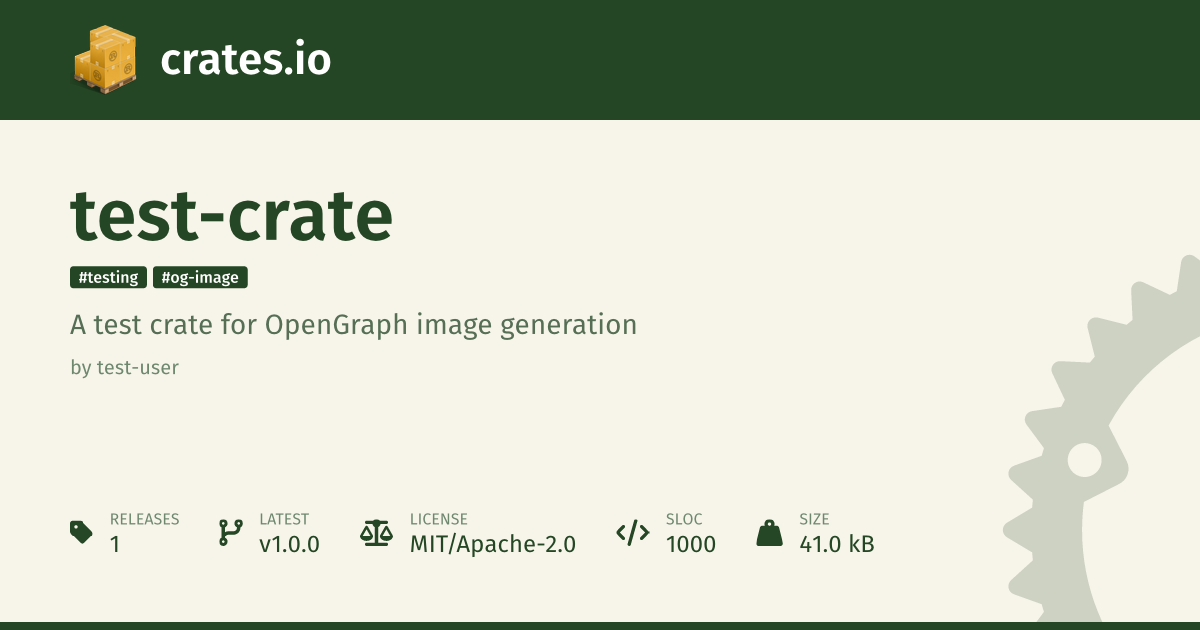 crates.io
test-crate
#testing #og-image
A test crate for OpenGraph image generation
by test-user
RELEASES LATEST LICENSE SLOC SIZE
1 v1.0.0 MIT/Apache-2.0 1000 41.0 kB